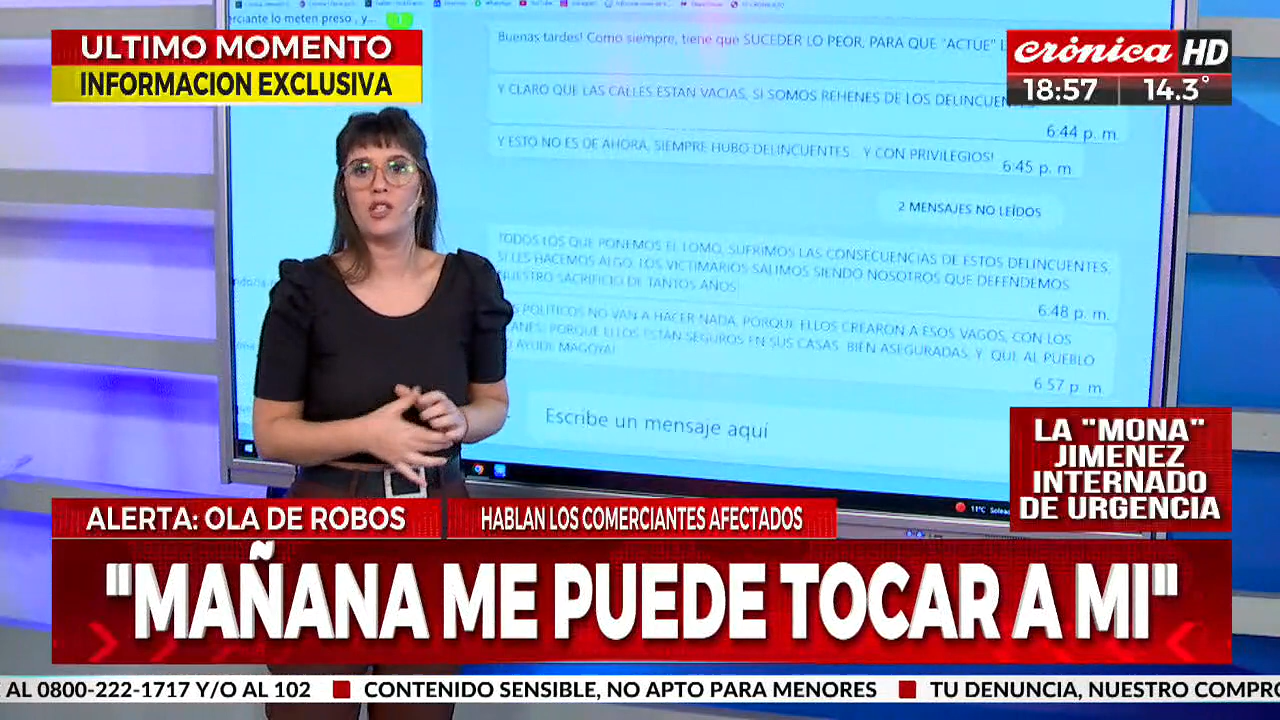 erciante lo meten preso , y...
1
ULTIMO MOMENTO
INFORMACION EXCLUSIVA
crónica HD
18:57 14.3°
Buenas tardes! Como siempre, tiene que SUCEDER LO PEOR, PARA QUE "ACTUE"
Y CLARO QUE LAS CALLES ESTAN VACIAS, SI SOMOS REHENES DE LOS
6:44 p. m.
Y ESTO NO ES DE AHORA, SIEMPRE HUBO DELINCUENTES Y CON PRIVILEGIOS!
6:45 p. m.
2 MENSAJES NO LEÍDOS
TODOS LOS QUE PONEMOS EL LOMO, SUFRIMOS LAS CONSECUENCIAS DE ESTOS DELINCUENTES,
SI LES HACEMOS ALGO, LOS VICTIMARIOS SALIMOS SIENDO NOSOTROS QUE DEFENDEMOS
NUESTRO SACRIFICIO DE TANTOS AÑOS
6:48 p. m.
POLITICOS NO VAN A HACER NADA, PORQUE ELLOS CREARON A ESOS VAGOS, CON LOS
PORQUE ELLOS ESTAN SEGUROS EN SUS CASAS BIEN ASEGURADAS, Y QUE AL PUEBLO
AYUDE MAGOYA!
6:57 p. m.
Escribe un mensaje aquí
11°C
LA "MONA"
JIMENEZ
INTERNADO
DE URGENCIA
ALERTA: OLA DE ROBOS
HABLAN LOS COMERCIANTES AFECTADOS
"MAÑANA ME PUEDE TOCAR A MI"
AL 0800-222-1717 Y/O AL 102 CONTENIDO SENSIBLE, NO APTO PARA MENORES TU DENUNCIA, NUESTRO COMPRO